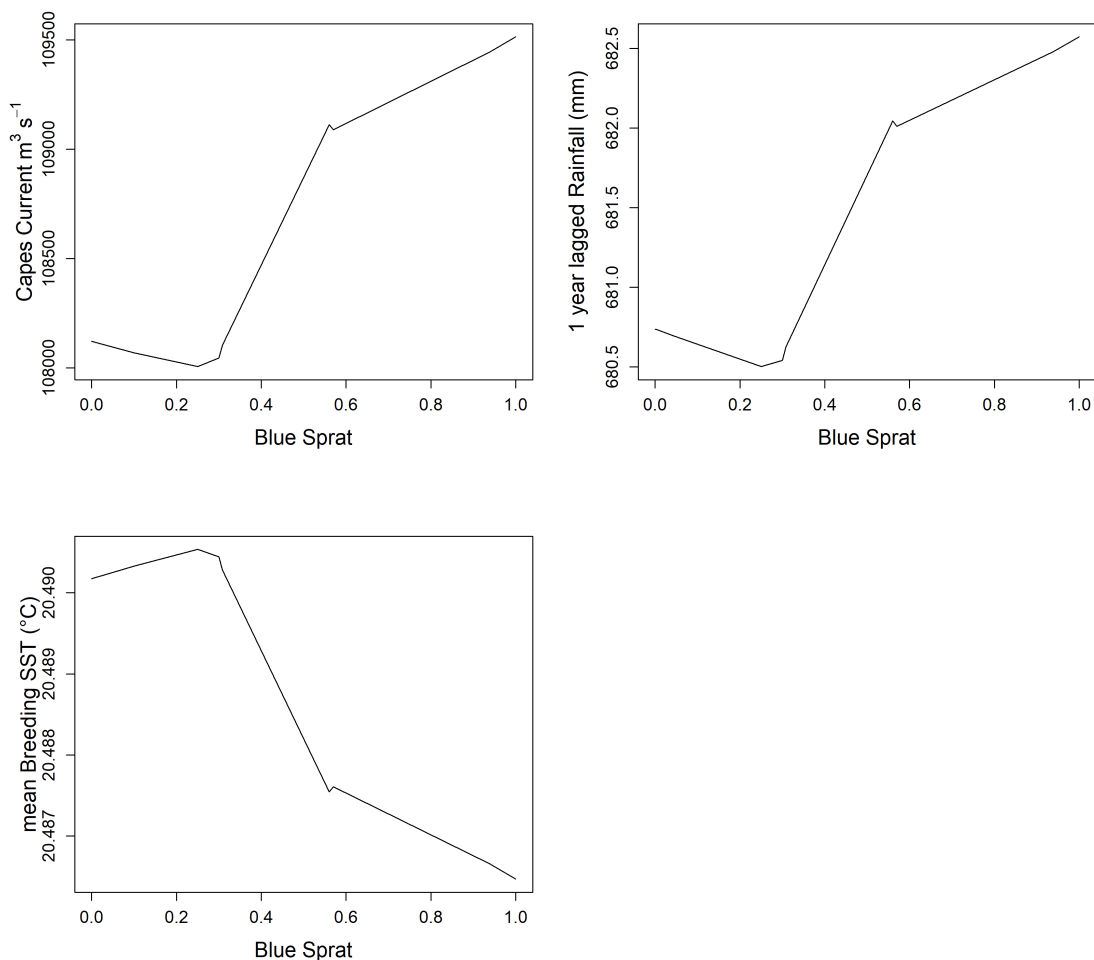 Capes Current m³ s⁻¹
109500
109000
108500
108000
0.0 0.2 0.4 0.6 0.8 1.0
Blue Sprat
1 year lagged Rainfall (mm)
682.5
682.0
681.5
681.0
680.5
0.0 0.2 0.4 0.6 0.8 1.0
Blue Sprat
mean Breeding SST (°C)
20.490
20.489
20.488
20.487
0.0 0.2 0.4 0.6 0.8 1.0
Blue Sprat